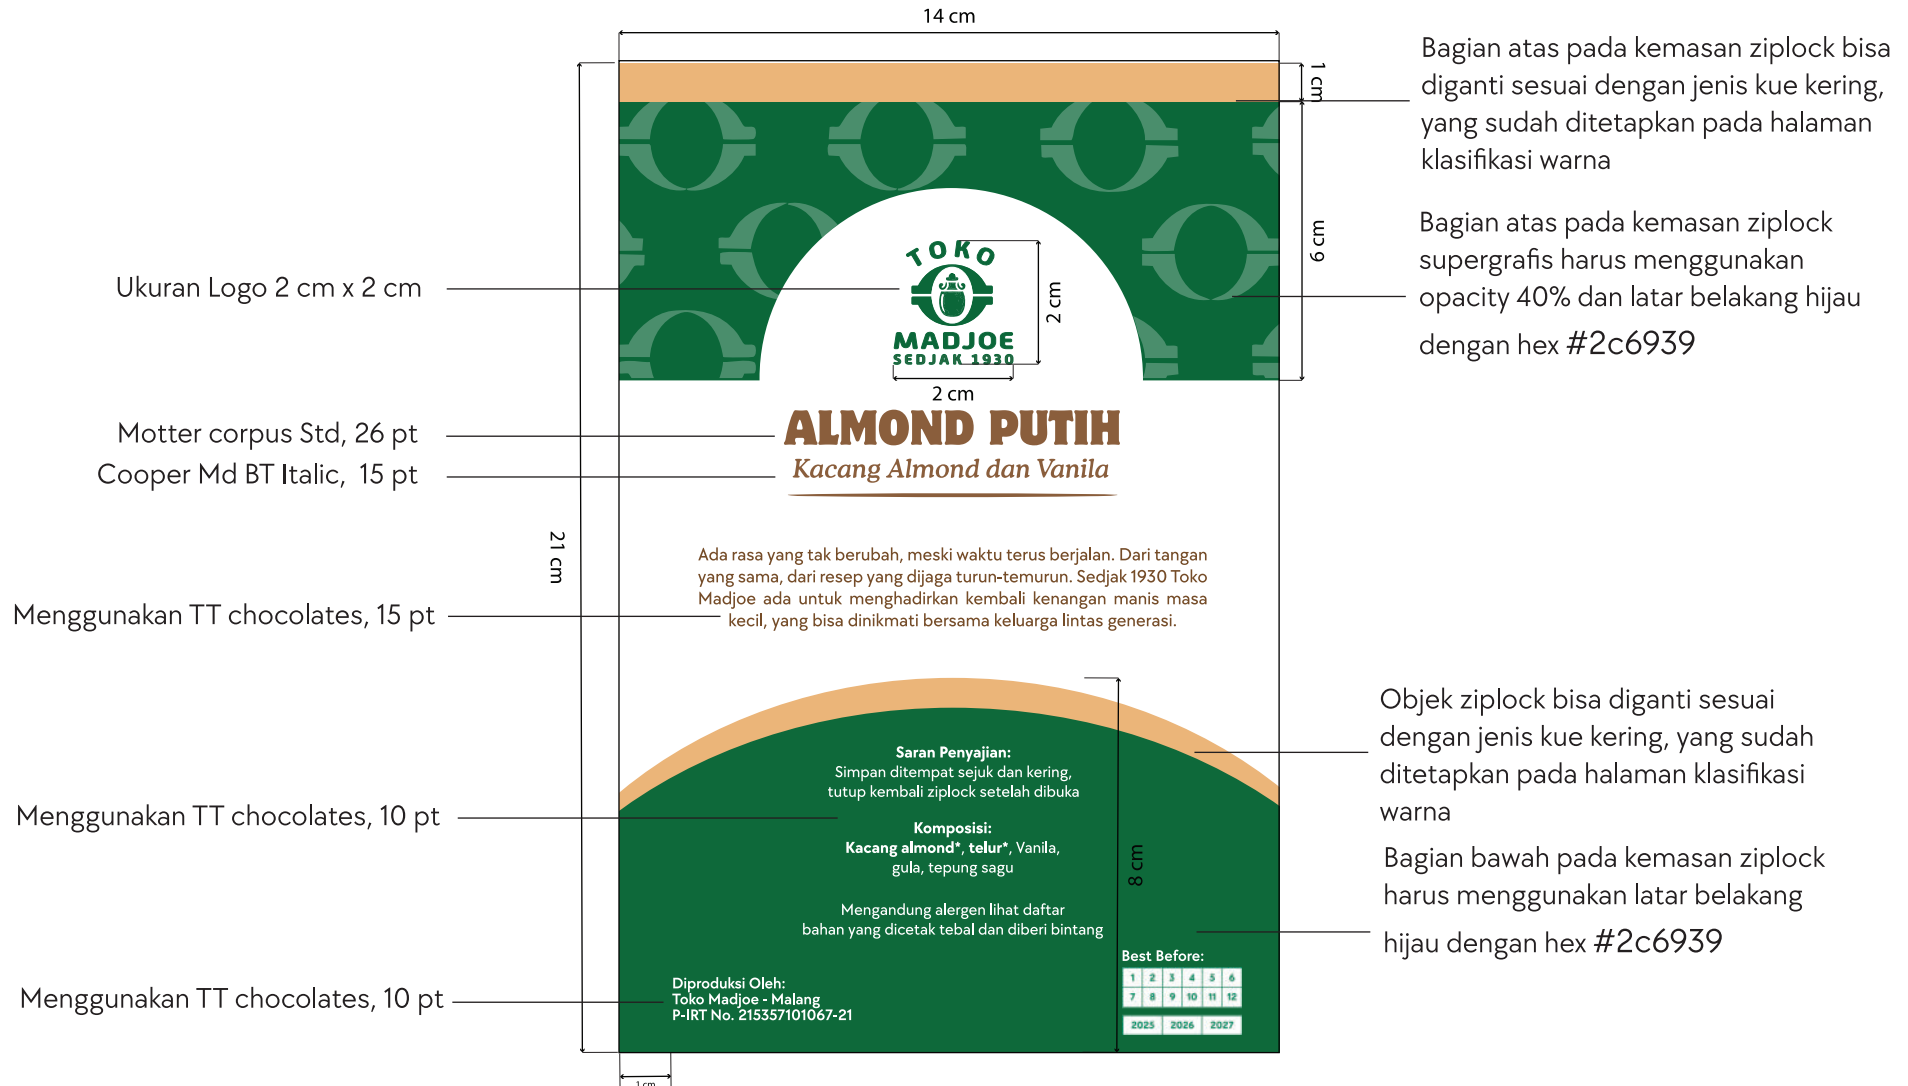 14 cm
1 cm
Bagian atas pada kemasan ziplock bisa
diganti sesuai dengan jenis kue kering,
yang sudah ditetapkan pada halaman
klasifikasi warna
Bagian atas pada kemasan ziplock
supergrafis harus menggunakan
opacity 40% dan latar belakang hijau
dengan hex #2c6939
6 cm
Ukuran Logo 2 cm x 2 cm
TOKO
MADJOE
SEDJAK 1930
2 cm
2 cm
Motter corpus Std, 26 pt
Cooper Md BT Italic, 15 pt
ALMOND PUTIH
Kacang Almond dan Vanila
21 cm
Menggunakan TT chocolates, 15 pt
Ada rasa yang tak berubah, meski waktu terus berjalan. Dari tangan
yang sama, dari resep yang dijaga turun-temurun. Sedjak 1930 Toko
Madjoe ada untuk menghadirkan kembali kenangan manis masa
kecil, yang bisa dinikmati bersama keluarga lintas generasi.
Objek ziplock bisa diganti sesuai
dengan jenis kue kering, yang sudah
ditetapkan pada halaman klasifikasi
warna
Menggunakan TT chocolates, 10 pt
Saran Penyajian:
Simpan ditempat sejuk dan kering,
tutup kembali ziplock setelah dibuka
Komposisi:
Kacang almond*, telur*, Vanila,
gula, tepung sagu
Mengandung alergen lihat daftar
bahan yang dicetak tebal dan diberi bintang
8 cm
Bagian bawah pada kemasan ziplock
harus menggunakan latar belakang
hijau dengan hex #2c6939
Menggunakan TT chocolates, 10 pt
Diproduksi Oleh:
Toko Madjoe - Malang
P-IRT No. 215357101067-21
Best Before:
1 2 3 4 5 6
7 8 9 10 11 12
2025 2026 2027
1 cm